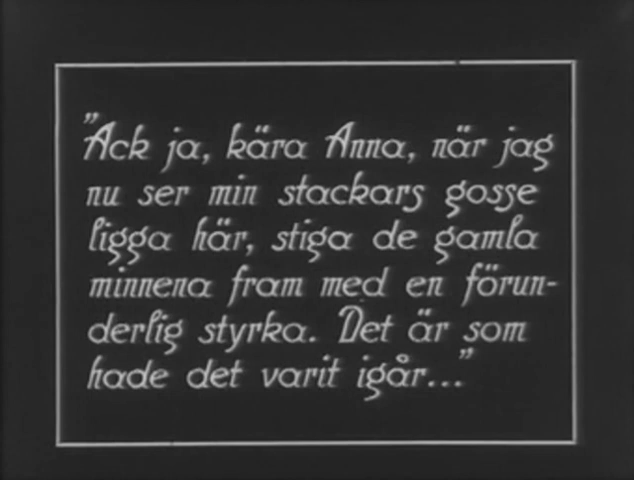 "Ack ja, kära Anna, när jag
nu ser min stackars gosse
ligga här, stiga de gamla
minnena fram med en förun-
derlig styrka. Det är som
hade det varit igår..."